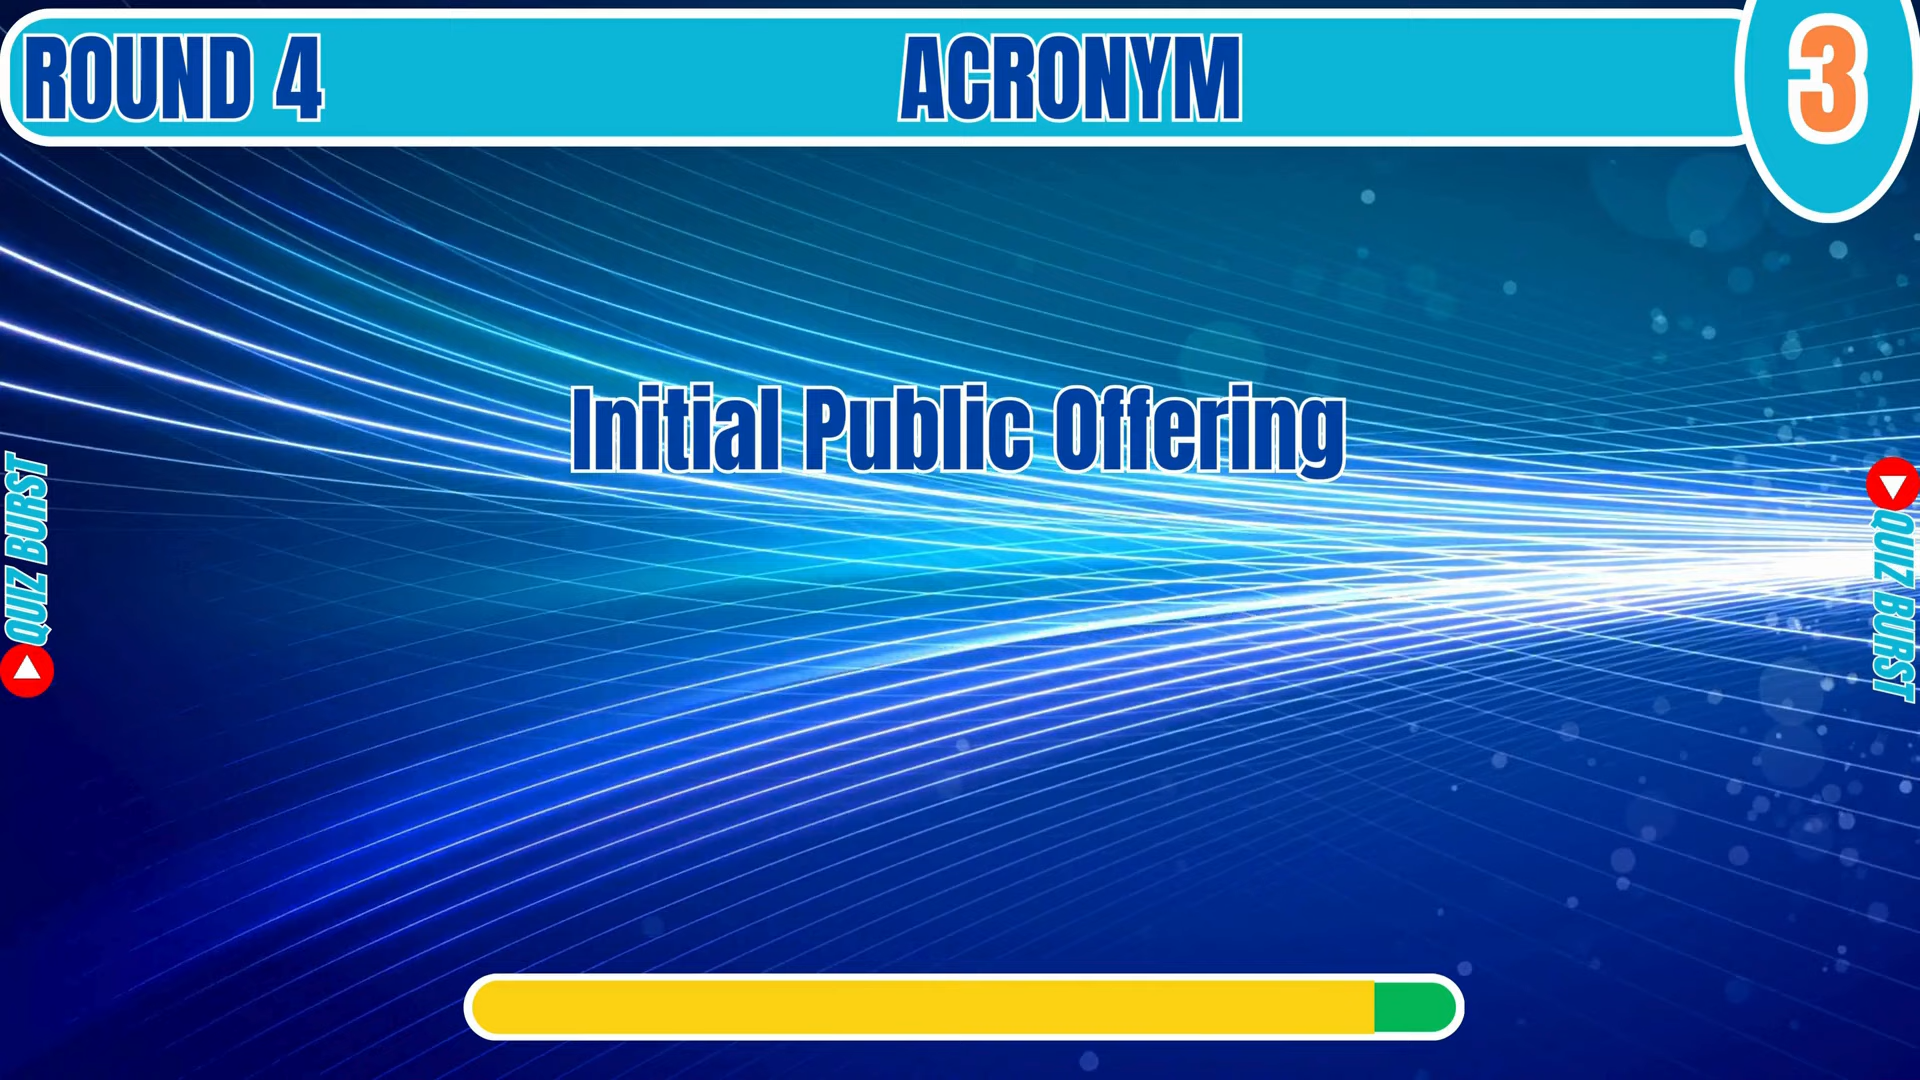 ROUND 4
ACRONYM
3
Initial Public Offering
QUIZ BURST
QUIZ BURST